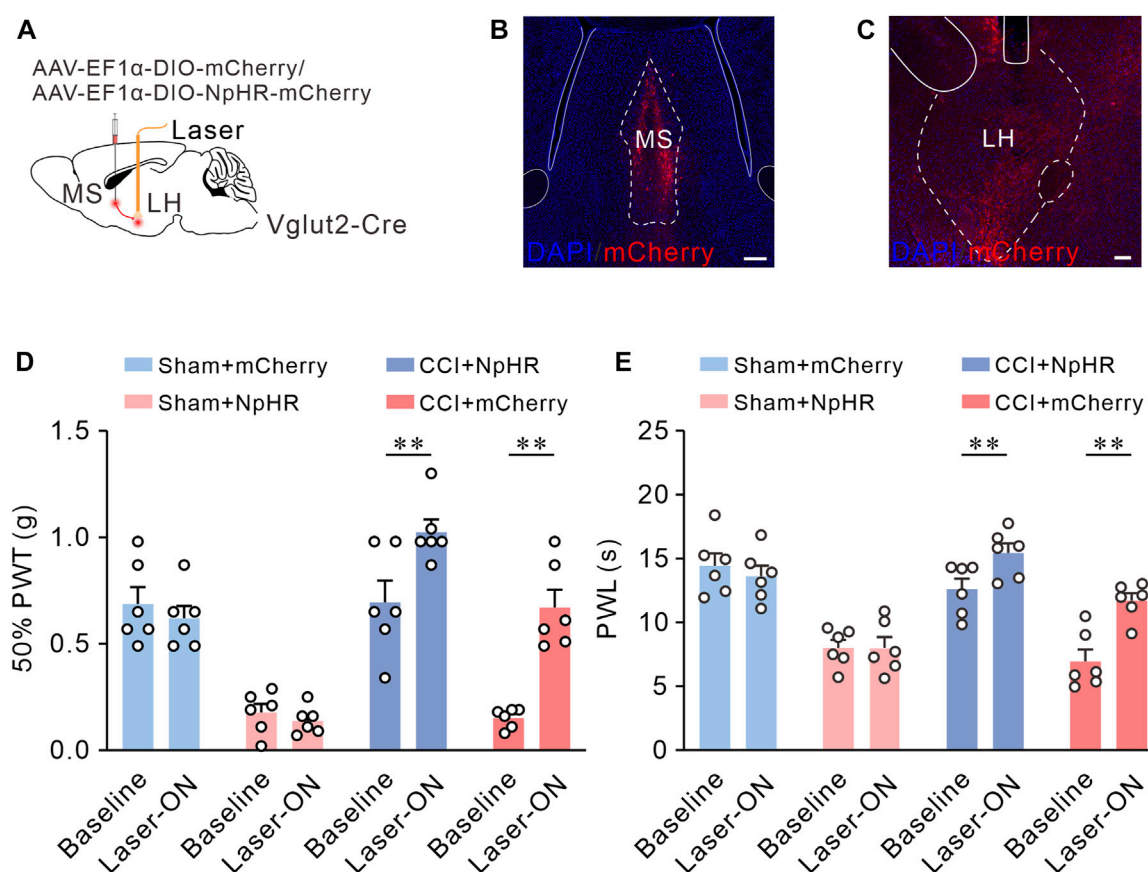 A
AAV-EF1α-DIO-mCherry/
AAV-EF1α-DIO-NpHR-mCherry
Laser
MS
LH
Vglut2-Cre
B
MS
DAPI/mCherry
C
LH
DAPI/mCherry
D
Sham+mCherry
CCI+NpHR
Sham+NpHR
CCI+mCherry
50% PWT (g)
1.5
1.0
0.5
0.0
** **
Baseline
Laser-ON
Baseline
Laser-ON
Baseline
Laser-ON
Baseline
Laser-ON
E
Sham+mCherry
CCI+NpHR
Sham+NpHR
CCI+mCherry
PWL (s)
25
20
15
10
5
0
** **
Baseline
Laser-ON
Baseline
Laser-ON
Baseline
Laser-ON
Baseline
Laser-ON